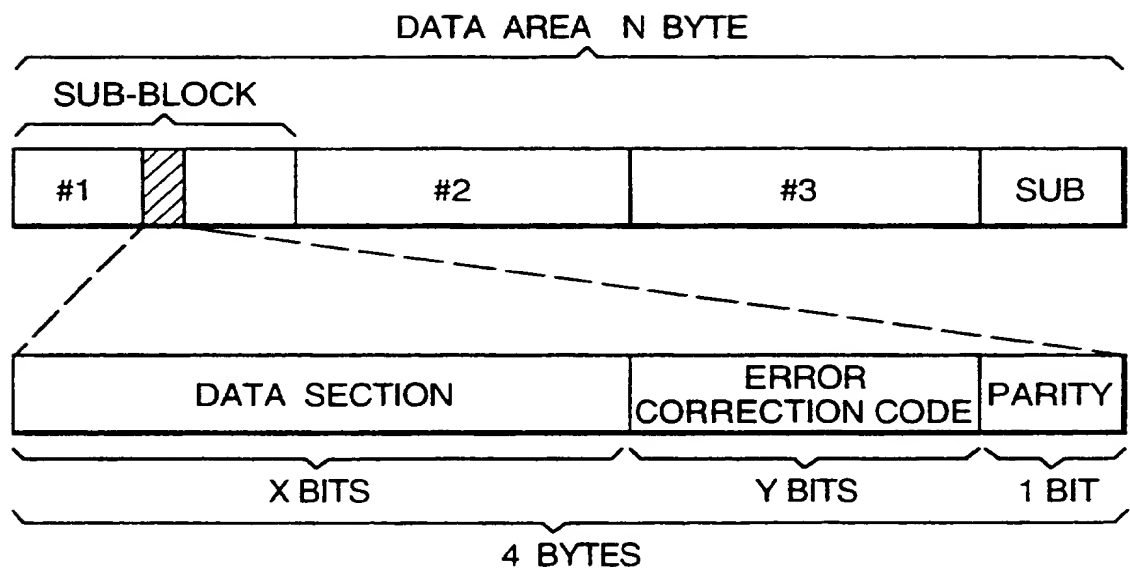 DATA AREA N BYTE
SUB-BLOCK
#1 #2 #3 SUB
DATA SECTION
ERROR CORRECTION CODE
PARITY
X BITS Y BITS 1 BIT
4 BYTES